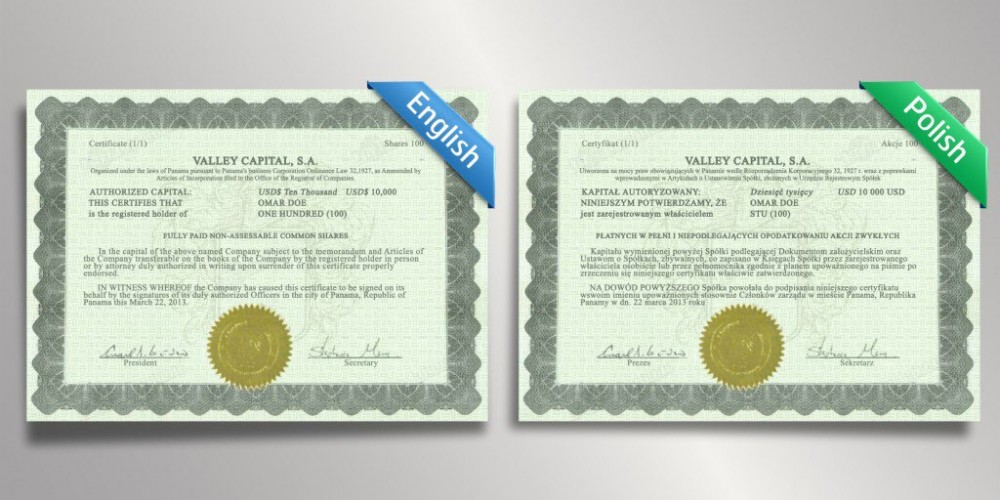 English
Certificate (1/1) Shares 100
VALLEY CAPITAL, S.A.
Organized under the laws of Panama pursuant to Panama's business Corporation Ordinance Law 32,1927, as Amended by
Articles of Incorporation filed in the Office of the Registrar of Companies.
AUTHORIZED CAPITAL: USD$ Ten Thousand USD$ 10,000
THIS CERTIFIES THAT OMAR DOE
is the registered holder of ONE HUNDRED (100)
FULLY PAID NON-ASSESSABLE COMMON SHARES
In the capital of the above named Company subject to the memorandum and Articles of
the Company transferable on the books of the Company by the registered holder in person
or by attorney duly authorized in writing upon surrender of this certificate properly
endorsed.
IN WITNESS WHEREOF the Company has caused this certificate to be signed on its
behalf by the signatures of its duly authorized Officers in the city of Panama, Republic of
Panama this March 22, 2013.
President Secretary
Polish
Certyfikat (1/1) Akcje 100
VALLEY CAPITAL, S.A.
Utworzona na mocy praw obowiązujących w Panamie wedle Rozporządzenia Korporacyjnego 32, 1927 r. wraz z poprawkami
wprowadzonymi w Artykułach o Ustanowieniu Spółki, złożonych w Urzędzie Rejestrowym Spółek
KAPITAŁ AUTORYZOWANY: Dziesięć tysięcy USD 10 000 USD
NINIEJSZYM POTWIERDZAMY, ŻE OMAR DOE
jest zarejestrowanym właścicielem STU (100)
PŁATNYCH W PEŁNI I NIEPODLEGAJĄCYCH OPODATKOWANIU AKCJI ZWYKŁYCH
Kapitału wymienionej powyżej Spółki podlegającej Dokumentom założycielskim oraz
Ustawom o Spółkach, zbywalnych, co zapisano w Księgach Spółki przez zarejestrowanego
właściciela osobiście lub przez pełnomocnika zgodnie z planem upoważnionego na piśmie po
zrzeczeniu się niniejszego certyfikatu właściwie zatwierdzonego.
NA DOWÓD POWYŻSZEGO Spółka powołała do podpisania niniejszego certyfikatu
wswoim imieniu upoważnionych stosownie Członków zarządu w mieście Panama, Republika
Panamy w dn. 22 marca 2013 roku
Prezes Sekretarz